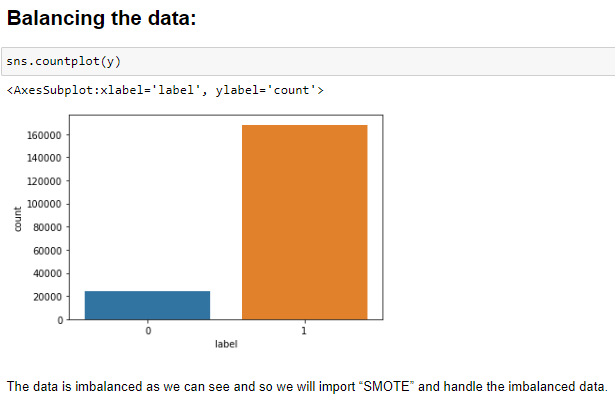 Balancing the data:
sns.countplot(y)
<AxesSubplot:xlabel='label', ylabel='count'>
160000
140000
120000
100000
80000
60000
40000
20000
0
count
0 1
label
The data is imbalanced as we can see and so we will import “SMOTE” and handle the imbalanced data.